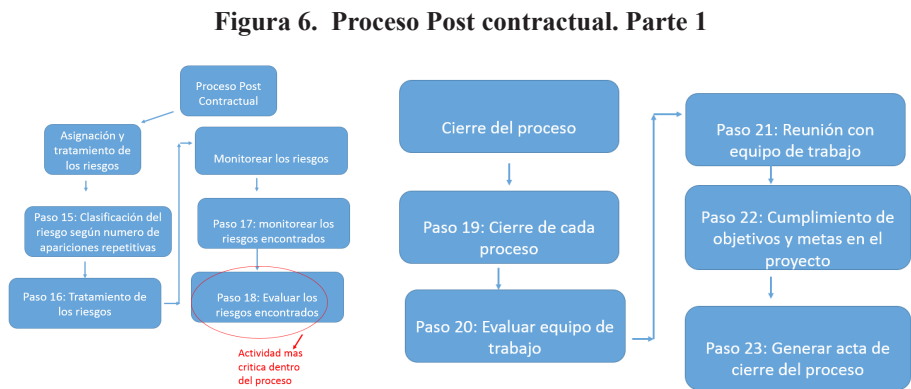 Figura 6. Proceso Post contractual. Parte 1
Proceso Post
Contractual
Asignación y
tratamiento de
los riesgos
Paso 15: Clasificación del
riesgo según numero de
apariciones repetitivas
Paso 16: Tratamiento de
los riesgos
Monitorear los riesgos
Paso 17: monitorear los
riesgos encontrados
Paso 18: Evaluar los
riesgos encontrados
Actividad mas
critica dentro
del proceso
Cierre del proceso
Paso 19: Cierre de cada
proceso
Paso 20: Evaluar equipo de
trabajo
Paso 21: Reunión con
equipo de trabajo
Paso 22: Cumplimiento de
objetivos y metas en el
proyecto
Paso 23: Generar acta de
cierre del proceso